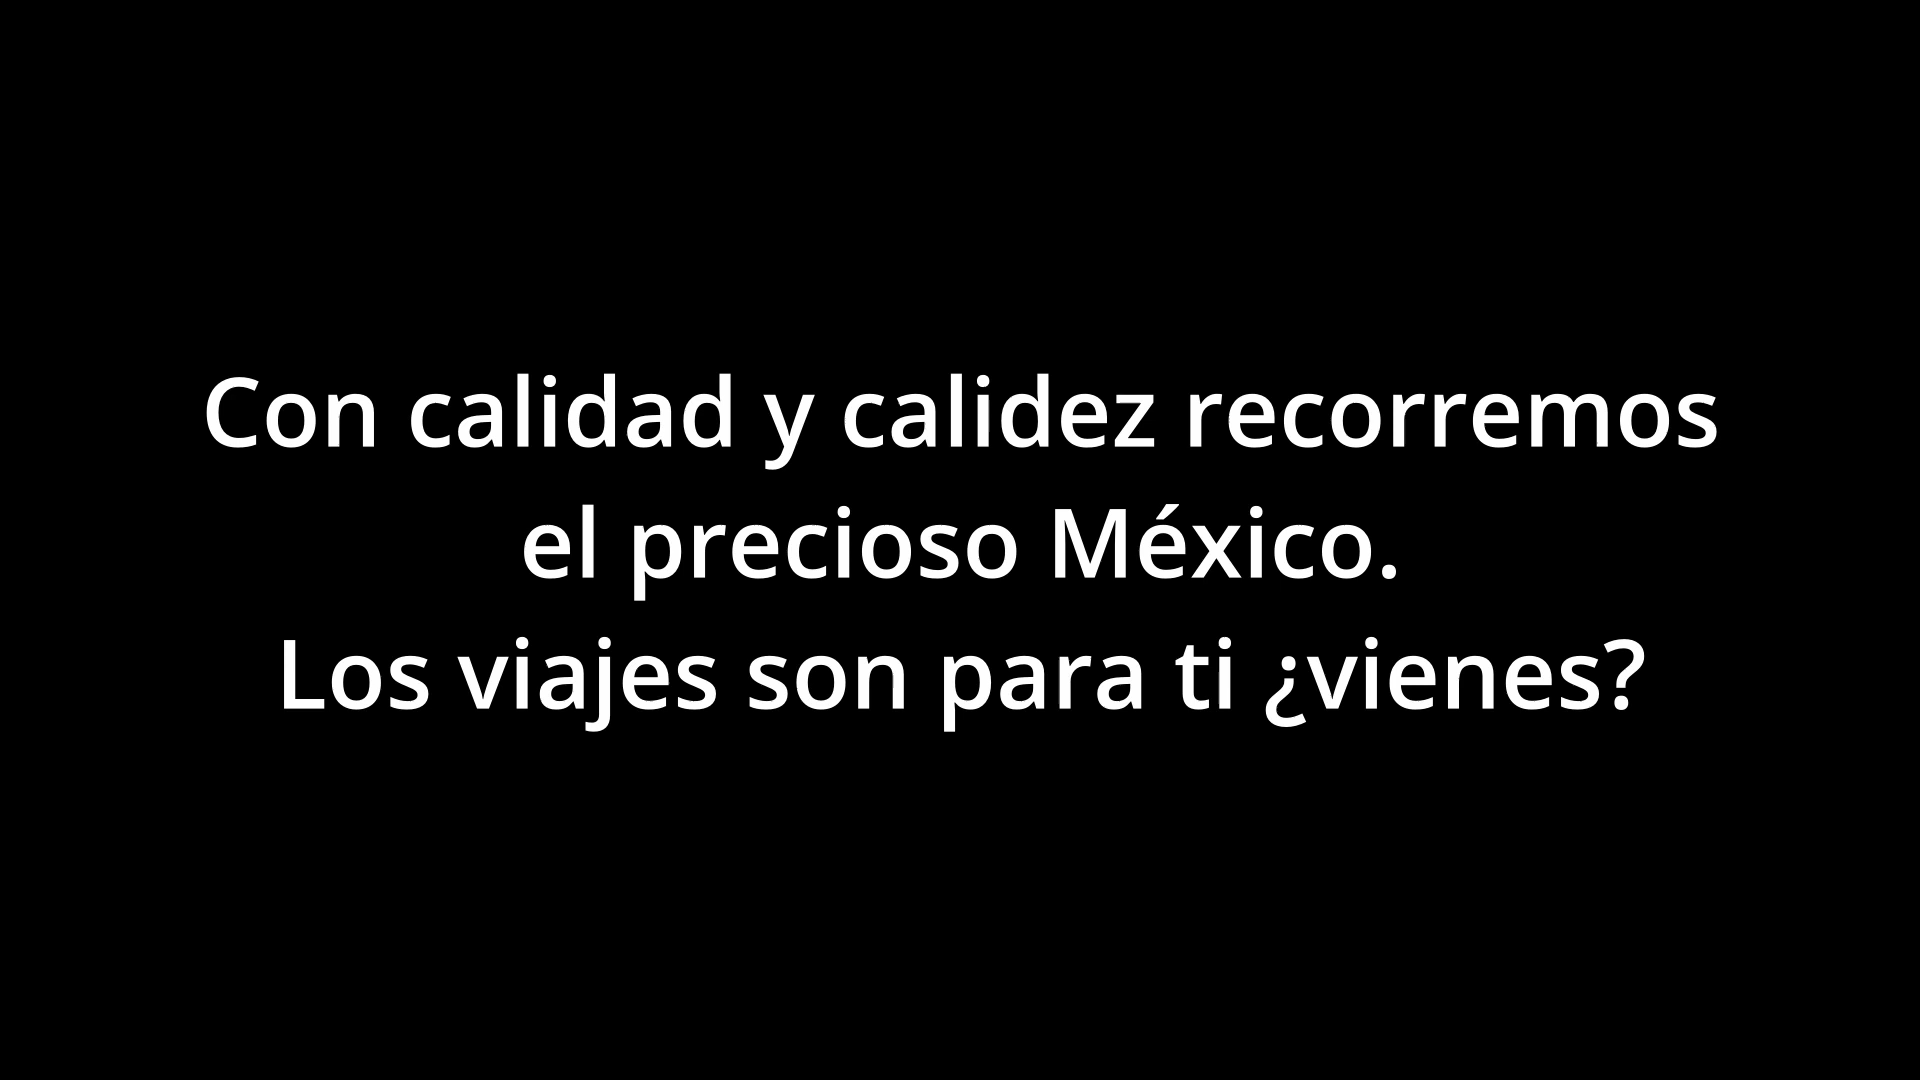 Con calidad y calidez recorremos
el precioso México.
Los viajes son para ti ¿vienes?